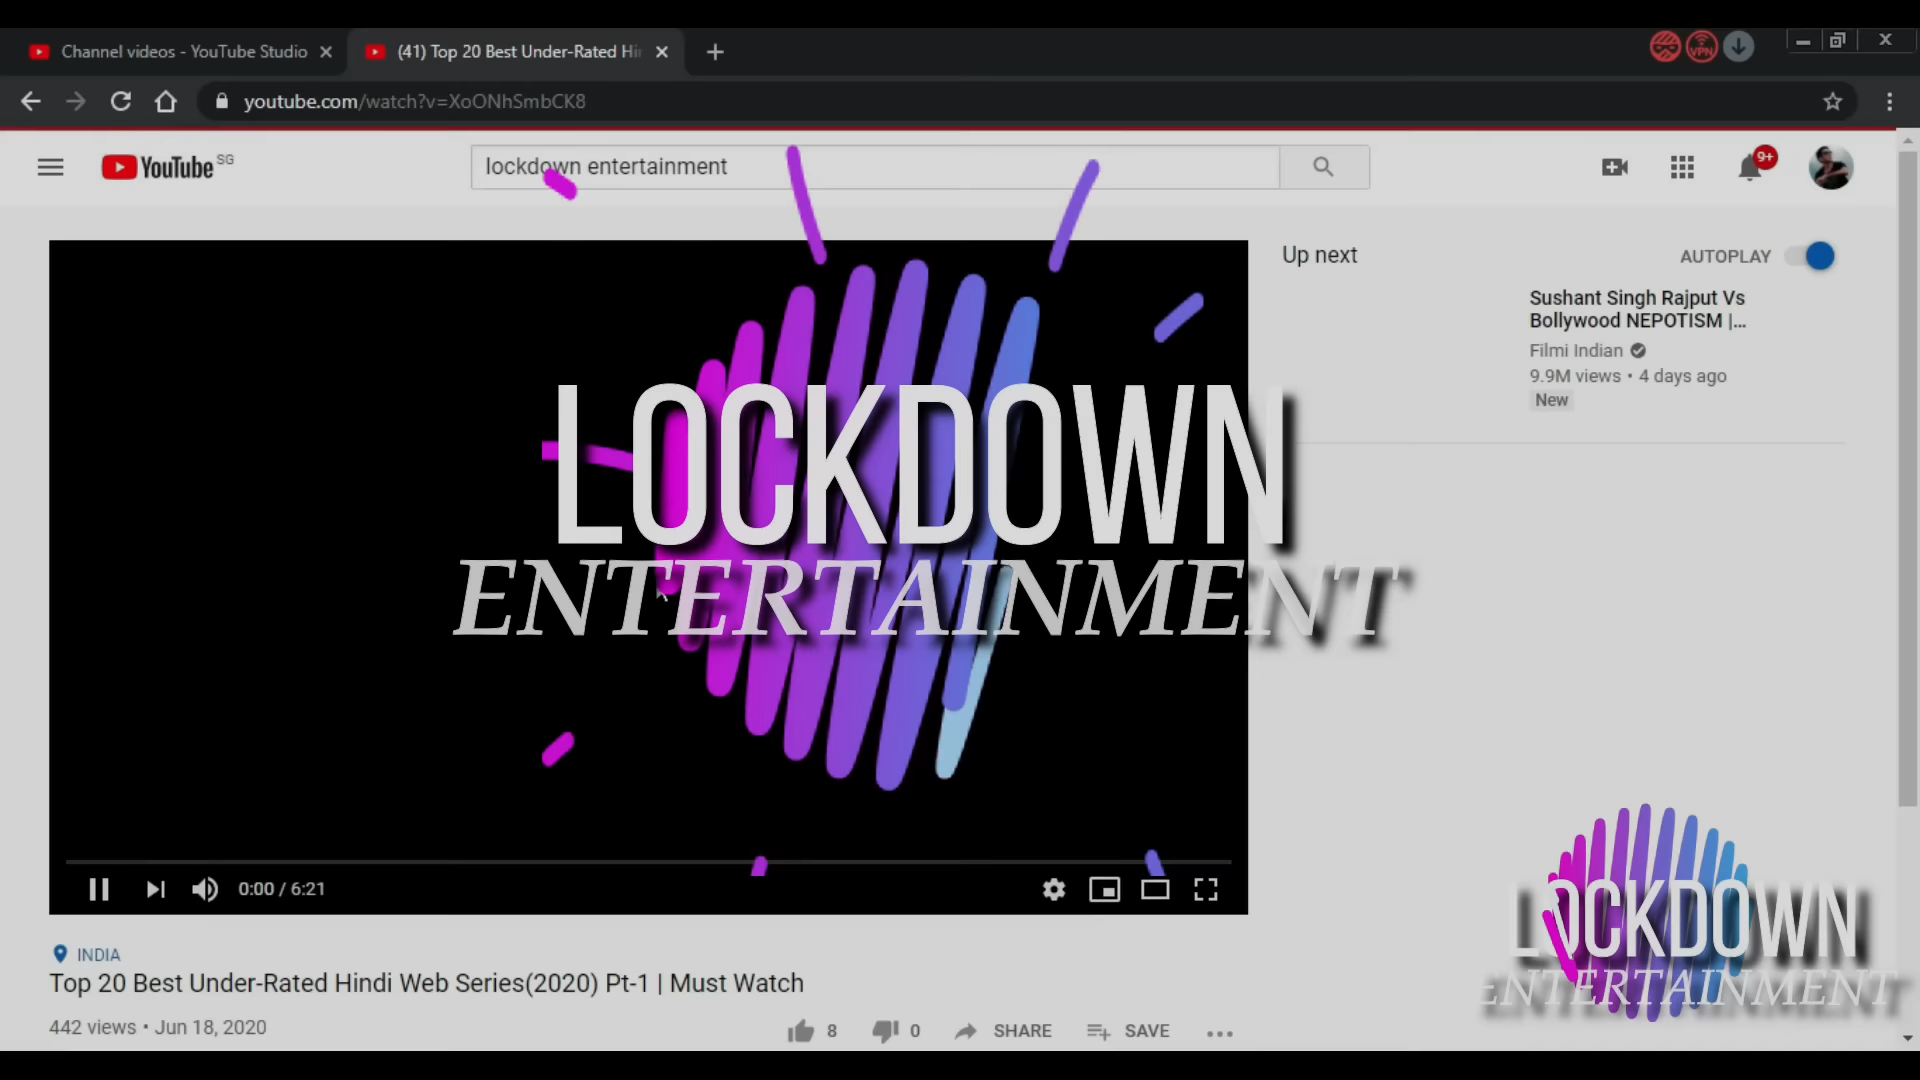 Channel videos - YouTube Studio
(41) Top 20 Best Under-Rated Hi
VPN
youtube.com/watch?v=XoONhSmbCK8
YouTube SG
lockdown entertainment
9+
Up next
AUTOPLAY
Sushant Singh Rajput Vs
Bollywood NEPOTISM |...
Filmi Indian
9.9M views • 4 days ago
New
LOCKDOWN
ENTERTAINMENT
0:00 / 6:21
INDIA
Top 20 Best Under-Rated Hindi Web Series(2020) Pt-1 | Must Watch
442 views • Jun 18, 2020
8
0
SHARE
SAVE
LOCKDOWN
ENTERTAINMENT